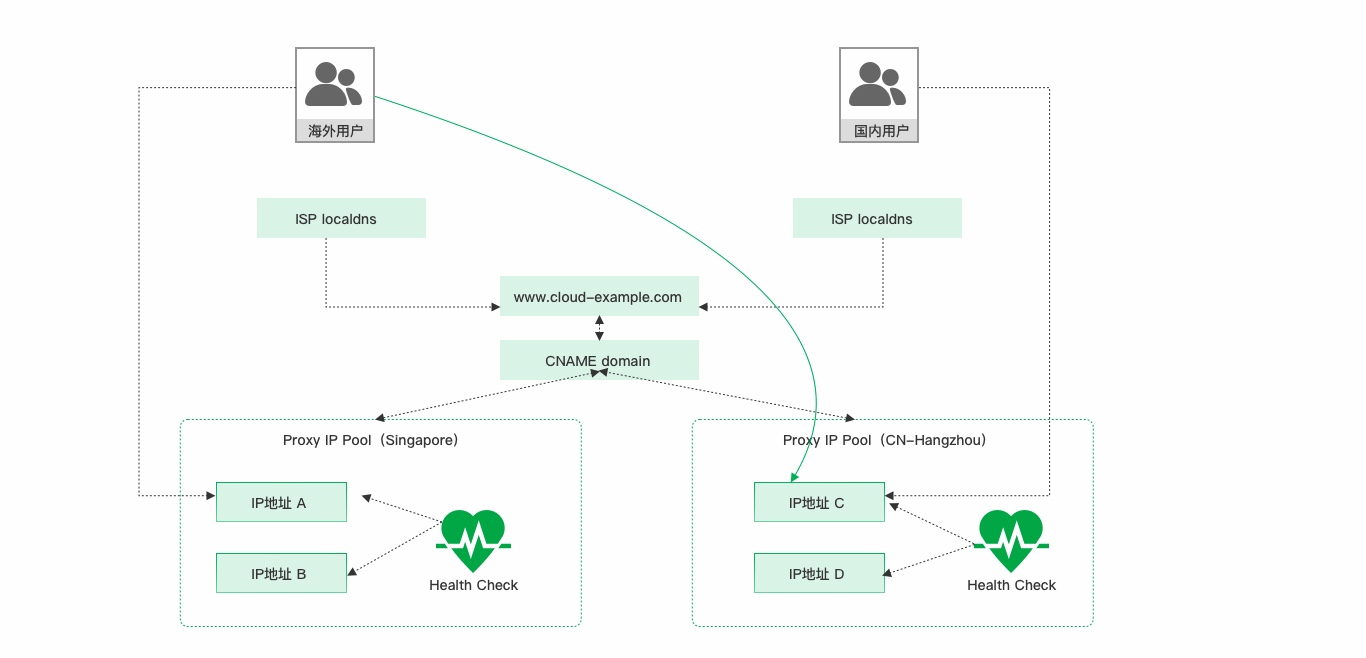 海外用户
国内用户
ISP localdns
ISP localdns
www.cloud-example.com
CNAME domain
Proxy IP Pool（Singapore）
Proxy IP Pool（CN-Hangzhou）
IP地址 A
IP地址 C
IP地址 B
IP地址 D
Health Check
Health Check